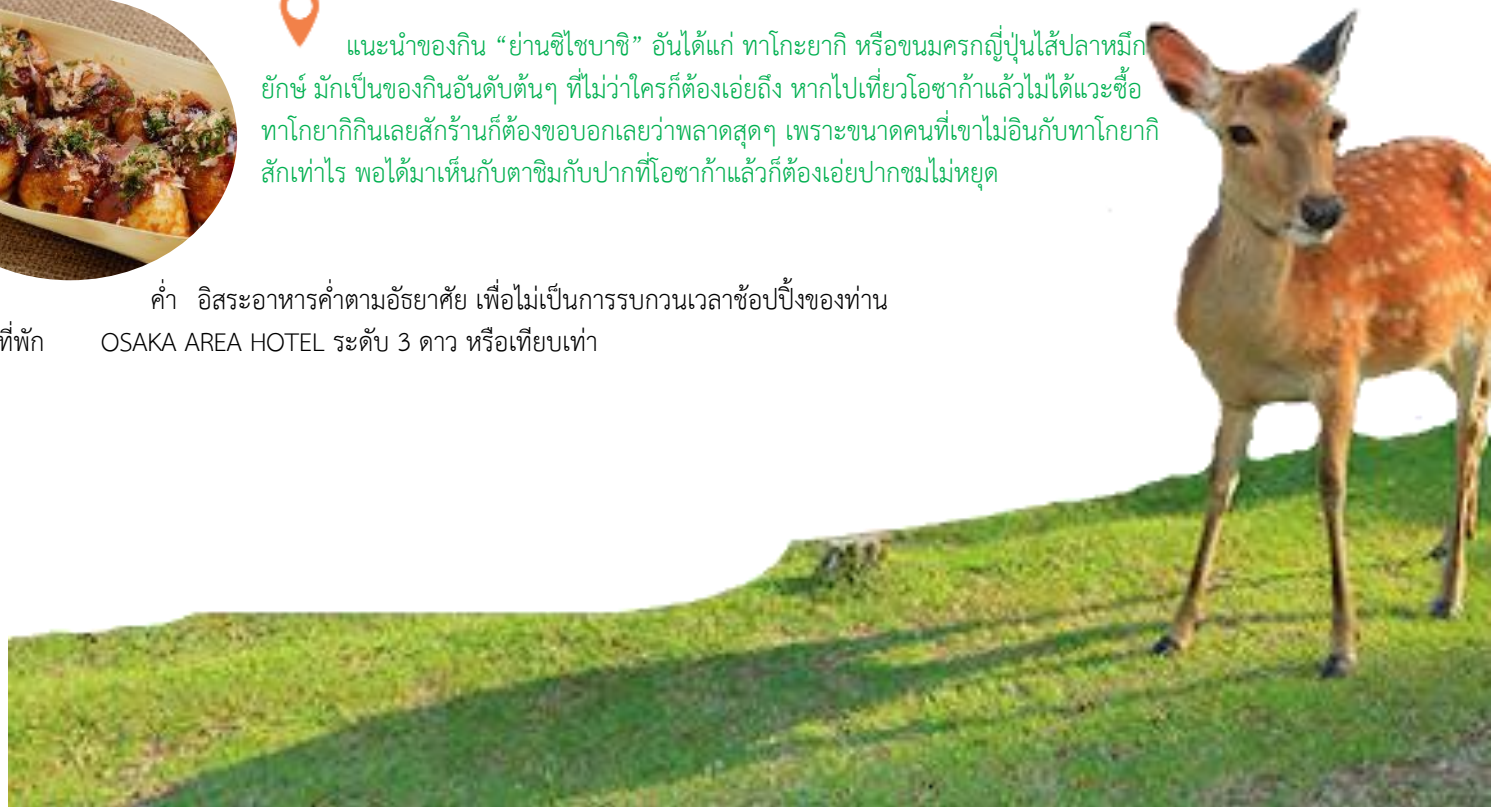 แนะนำของกิน “ย่านซิไซบาชิ” อันได้แก่ ทาโกะยากิ หรือขนมครกญี่ปุ่นไส้ปลาหมึก
ยักษ์ มักเป็นของกินอันดับต้นๆ ที่ไม่ว่าใครก็ต้องเอ่ยถึง หากไปเที่ยวโอซาก้าแล้วไม่ได้แวะซื้อ
ทาโกยากิกินเลยสักร้านก็ต้องขอบอกเลยว่าพลาดสุดๆ เพราะขนาดคนที่เขาไม่อินกับทาโกยากิ
สักเท่าไร พอได้มาเห็นกับตาชิมกับปากที่โอซาก้าแล้วก็ต้องเอ่ยปากชมไม่หยุด
ค่ำ อิสระอาหารค่ำตามอัธยาศัย เพื่อไม่เป็นการรบกวนเวลาช้อปปิ้งของท่าน
ที่พัก OSAKA AREA HOTEL ระดับ 3 ดาว หรือเทียบเท่า